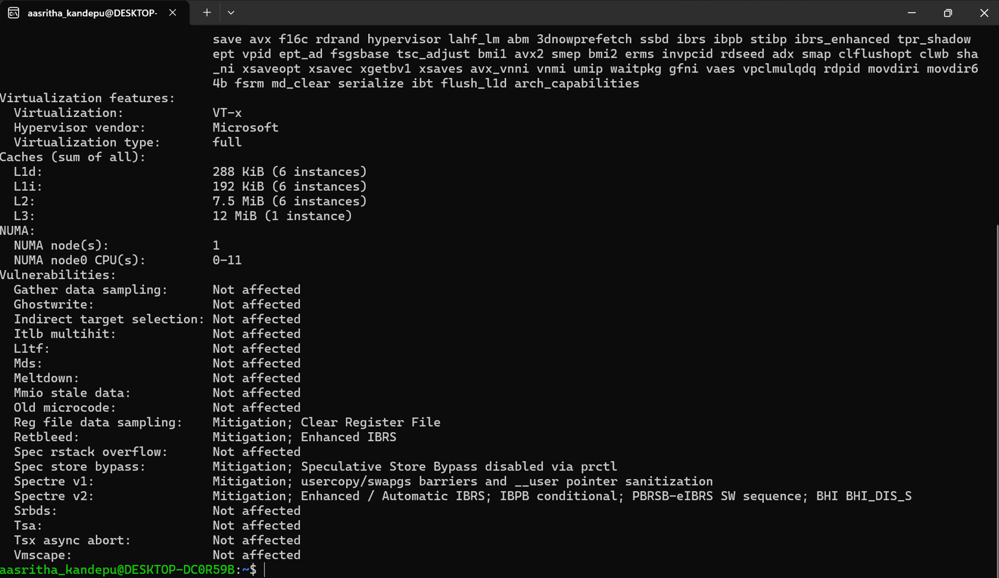 aasritha_kandepu@DESKTOP-
save avx f16c rdrand hypervisor lahf_lm abm 3dnowprefetch ssbd ibrs ibpb stibp ibrs_enhanced tpr_shadow
ept vpid ept_ad fsgsbase tsc_adjust bmi1 avx2 smep bmi2 erms invpcid rdseed adx smap clflushopt clwb sha
_ni xsaveopt xsavec xgetbv1 xsaves avx_vnni vnmi umip waitpkg gfni vaes vpclmulqdq rdpid movdiri movdir6
4b fsrm md_clear serialize ibt flush_l1d arch_capabilities
Virtualization features:
Virtualization: VT-x
Hypervisor vendor: Microsoft
Virtualization type: full
Caches (sum of all):
L1d: 288 KiB (6 instances)
L1i: 192 KiB (6 instances)
L2: 7.5 MiB (6 instances)
L3: 12 MiB (1 instance)
NUMA:
NUMA node(s): 1
NUMA node0 CPU(s): 0-11
Vulnerabilities:
Gather data sampling: Not affected
Ghostwrite: Not affected
Indirect target selection: Not affected
Itlb multihit: Not affected
L1tf: Not affected
Mds: Not affected
Meltdown: Not affected
Mmio stale data: Not affected
Old microcode: Not affected
Reg file data sampling: Mitigation; Clear Register File
Retbleed: Mitigation; Enhanced IBRS
Spec rstack overflow: Not affected
Spec store bypass: Mitigation; Speculative Store Bypass disabled via prctl
Spectre v1: Mitigation; usercopy/swapgs barriers and __user pointer sanitization
Spectre v2: Mitigation; Enhanced / Automatic IBRS; IBPB conditional; PBRSB-eIBRS SW sequence; BHI BHI_DIS_S
Srbds: Not affected
Tsa: Not affected
Tsx async abort: Not affected
Vmscape: Not affected
aasritha_kandepu@DESKTOP-DC0R59B:~$